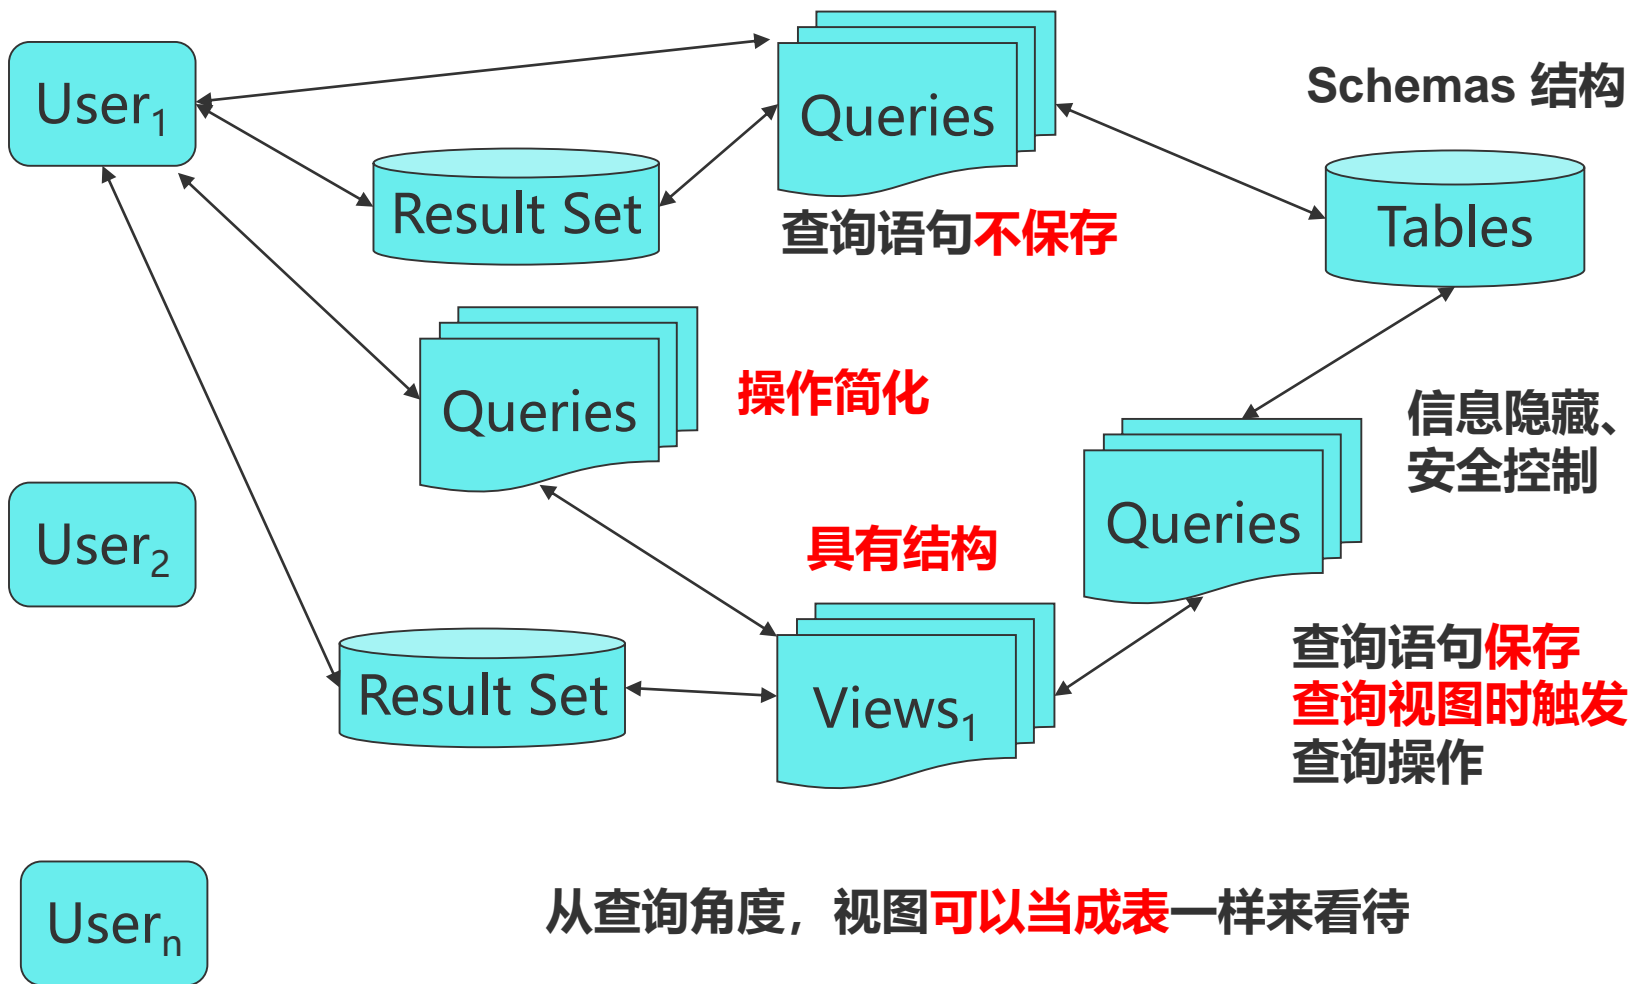 User₁
Queries
Schemas 结构
Result Set
查询语句不保存
Tables
Queries
操作简化
信息隐藏、
安全控制
User₂
具有结构
Queries
Result Set
Views₁
查询语句保存
查询视图时触发
查询操作
Userₙ
从查询角度，视图可以当成表一样来看待